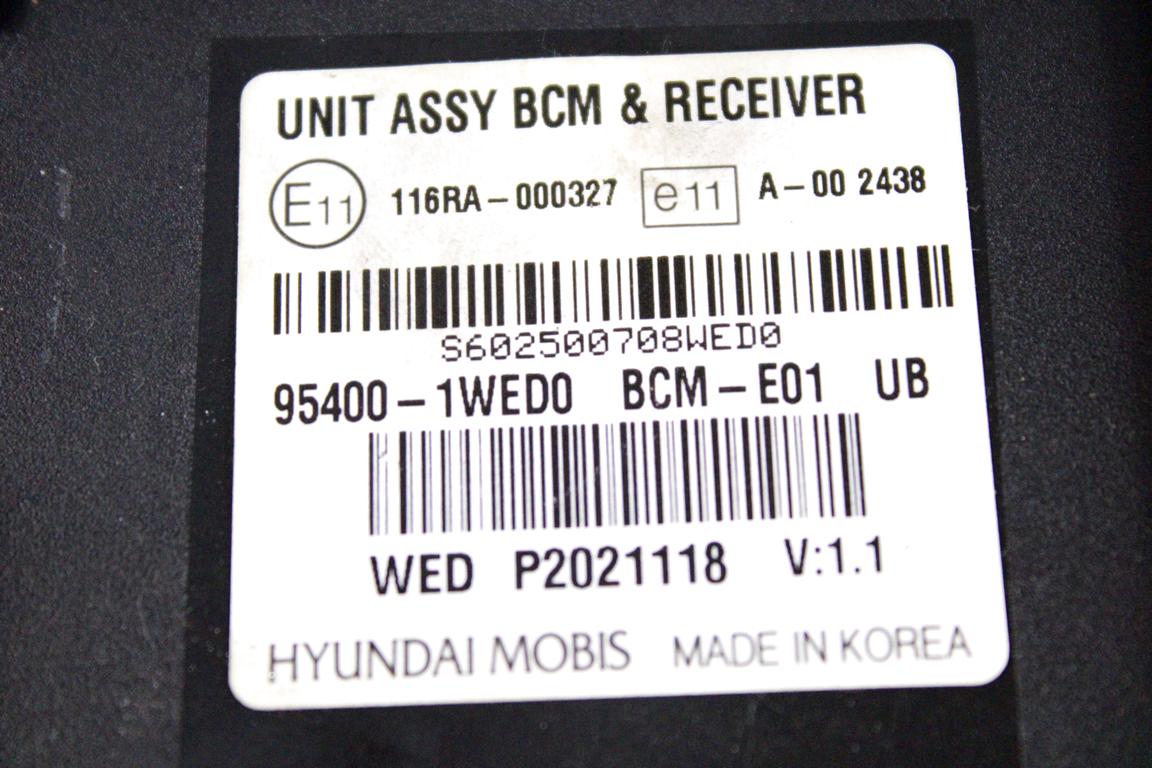 UNIT ASSY BCM & RECEIVER
E11 116RA-000327 e11 A-00 2438
S602500708WED0
95400-1WED0 BCM-E01 UB
WED P2021118 V:1.1
HYUNDAI MOBIS MADE IN KOREA